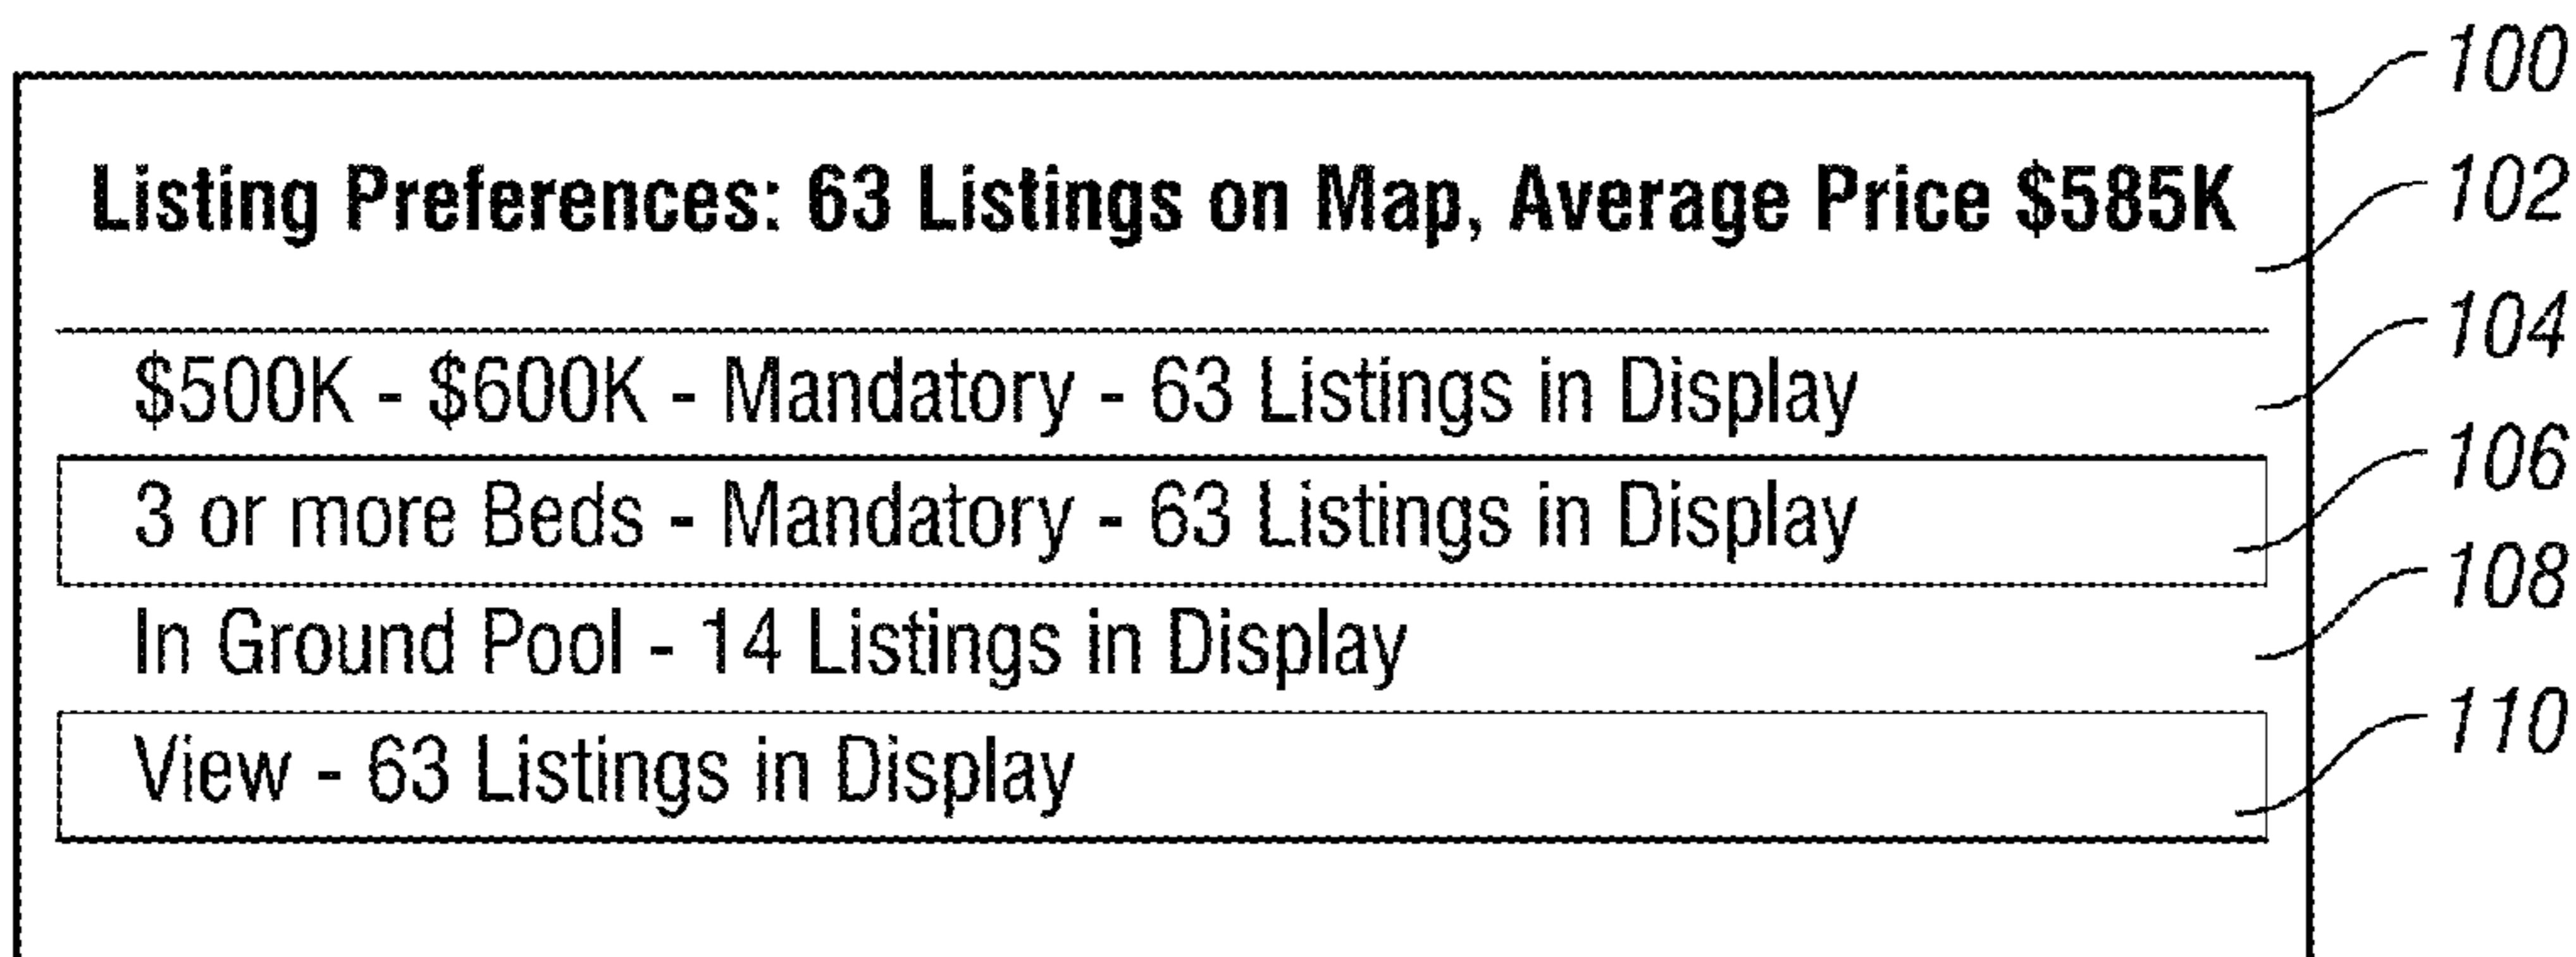 100
Listing Preferences: 63 Listings on Map, Average Price $585K
102
$500K - $600K - Mandatory - 63 Listings in Display
104
3 or more Beds - Mandatory - 63 Listings in Display
106
In Ground Pool - 14 Listings in Display
108
View - 63 Listings in Display
110